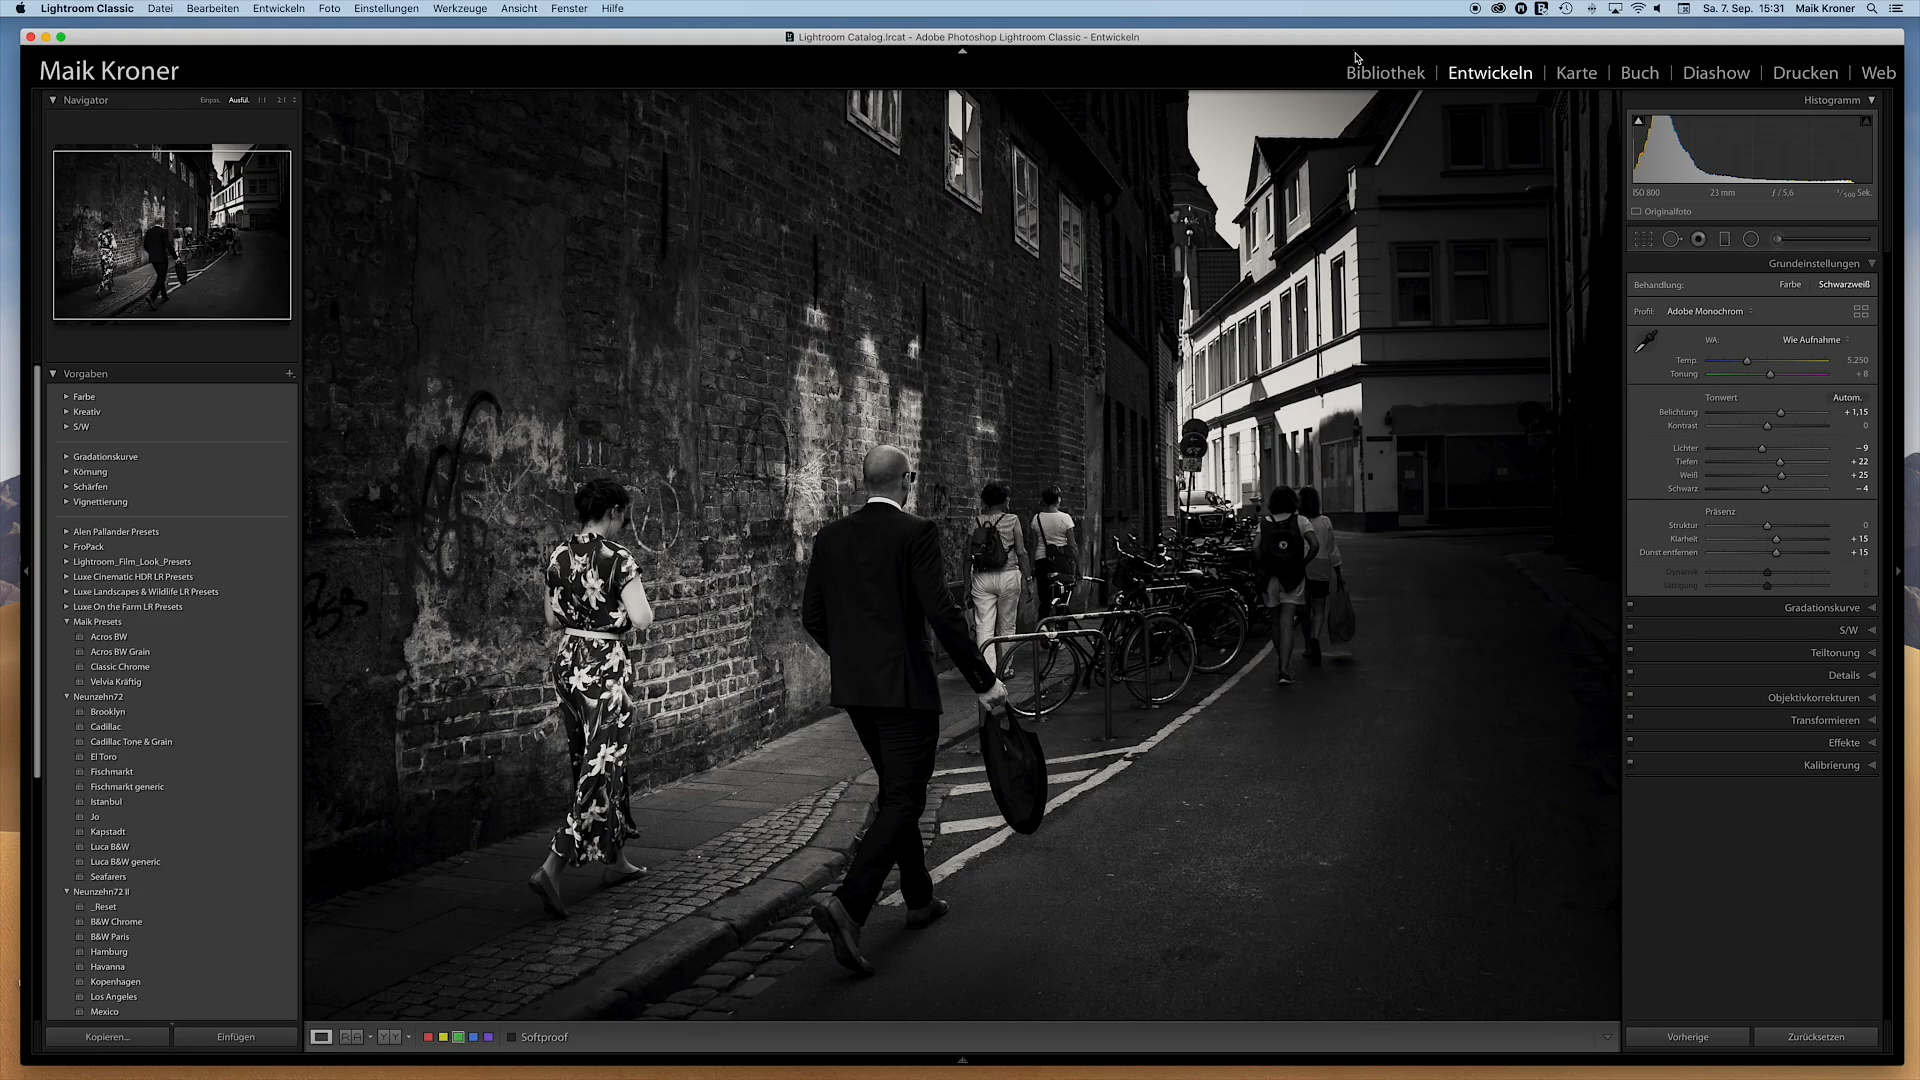 Lightroom Classic Datei Bearbeiten Entwickeln Foto Einstellungen Werkzeuge Ansicht Fenster Hilfe Sa. 7. Sep. 15:31 Maik Kroner
Lightroom Catalog.lrcat - Adobe Photoshop Lightroom Classic - Entwickeln
Maik Kroner
Bibliothek | Entwickeln | Karte | Buch | Diashow | Drucken | Web
Navigator Einpas. Ausfül. 1:1 2:1
Vorgaben
Farbe
Kreativ
S/W
Gradationskurve
Körnung
Schärfen
Vignettierung
Alen Pallander Presets
FroPack
Lightroom_Film_Look_Presets
Luxe Cinematic HDR LR Presets
Luxe Landscapes & Wildlife LR Presets
Luxe On the Farm LR Presets
Maik Presets
Acros BW
Acros BW Grain
Classic Chrome
Velvia Kräftig
Neunzehn72
Brooklyn
Cadillac
Cadillac Tone & Grain
El Toro
Fischmarkt
Fischmarkt generic
Istanbul
Jo
Kapstadt
Luca B&W
Luca B&W generic
Seafarers
Neunzehn72 II
_Reset
B&W Chrome
B&W Paris
Hamburg
Havanna
Kopenhagen
Los Angeles
Mexico
Kopieren... Einfügen
Softproof
Histogramm
ISO 800 23 mm ƒ / 5,6 1/500 Sek.
Originalfoto
Grundeinstellungen
Behandlung: Farbe Schwarzweiß
Profil: Adobe Monochrom
WA: Wie Aufnahme
Temp. 5.250
Tonung + 8
Tonwert Autom.
Belichtung + 1,15
Kontrast 0
Lichter – 9
Tiefen + 22
Weiß + 25
Schwarz – 4
Präsenz
Struktur 0
Klarheit + 15
Dunst entfernen + 15
Dynamik 0
Sättigung 0
Gradationskurve
S/W
Teiltonung
Details
Objektivkorrekturen
Transformieren
Effekte
Kalibrierung
Vorherige Zurücksetzen